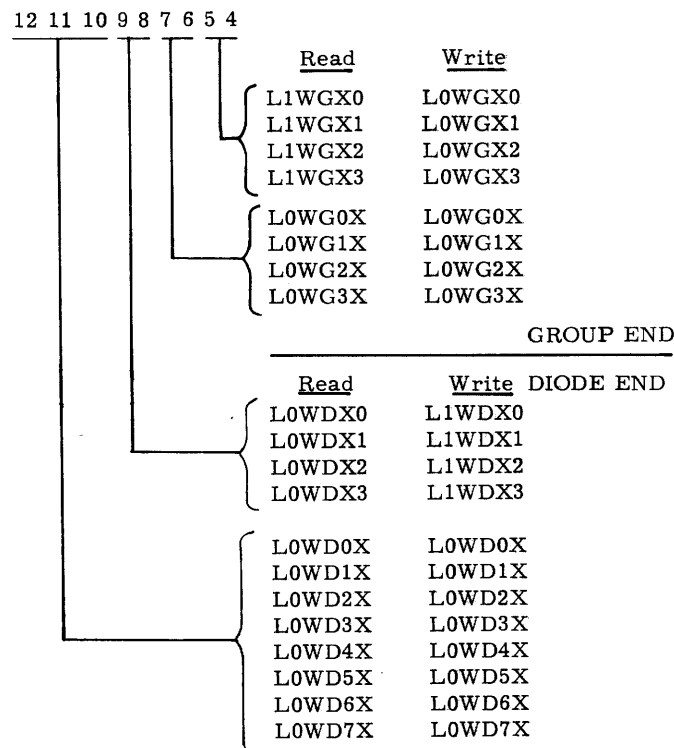 12 11 10 9 8 7 6 5 4
Read Write
L1WGX0 L0WGX0
L1WGX1 L0WGX1
L1WGX2 L0WGX2
L1WGX3 L0WGX3
L0WG0X L0WG0X
L0WG1X L0WG1X
L0WG2X L0WG2X
L0WG3X L0WG3X
GROUP END
Read Write DIODE END
L0WDX0 L1WDX0
L0WDX1 L1WDX1
L0WDX2 L1WDX2
L0WDX3 L1WDX3
L0WD0X L0WD0X
L0WD1X L0WD1X
L0WD2X L0WD2X
L0WD3X L0WD3X
L0WD4X L0WD4X
L0WD5X L0WD5X
L0WD6X L0WD6X
L0WD7X L0WD7X